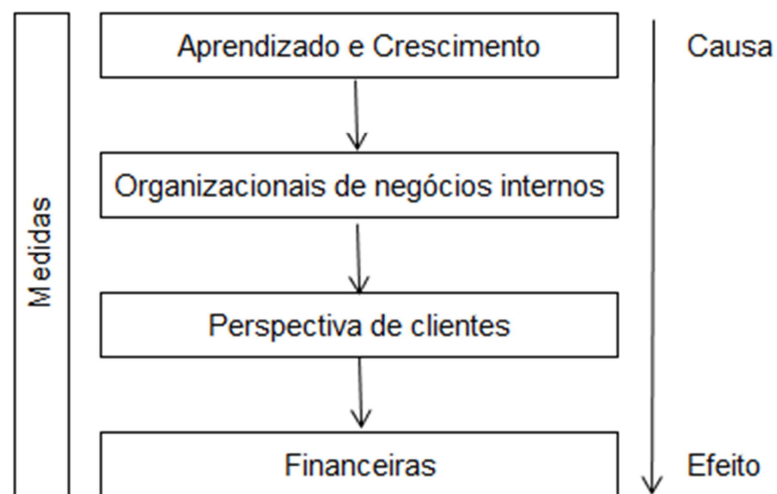 Medidas
Aprendizado e Crescimento
Causa
Organizacionais de negócios internos
Perspectiva de clientes
Financeiras
Efeito